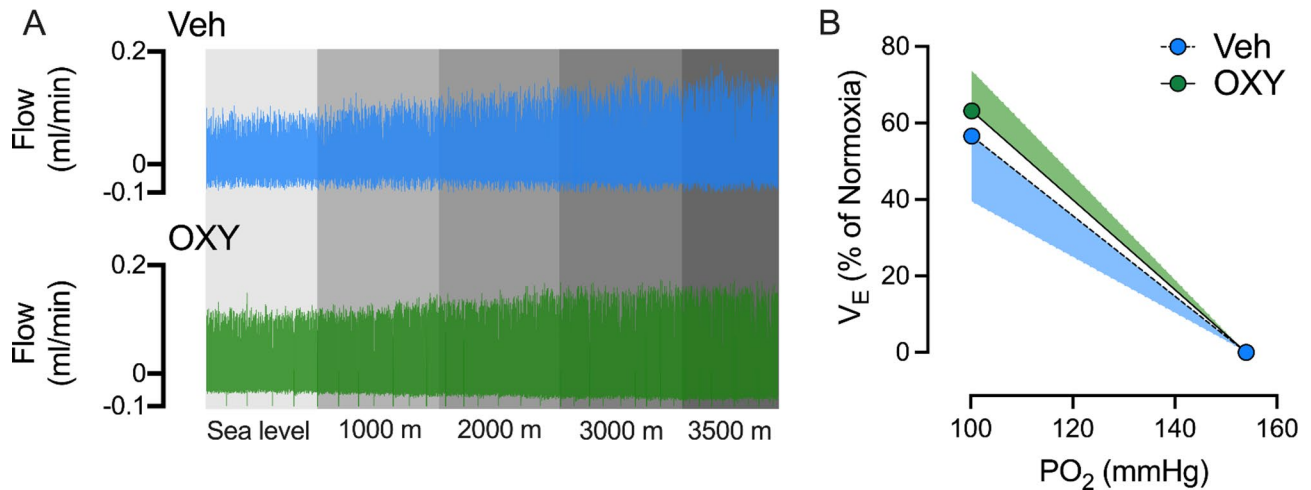 A
Veh
0.2
Flow
(ml/min)
0
-0.1
OXY
0.2
Flow
(ml/min)
0
-0.1
Sea level 1000 m 2000 m 3000 m 3500 m
B
Veh
OXY
80
60
40
20
0
V_E (% of Normoxia)
100 120 140 160
PO₂ (mmHg)